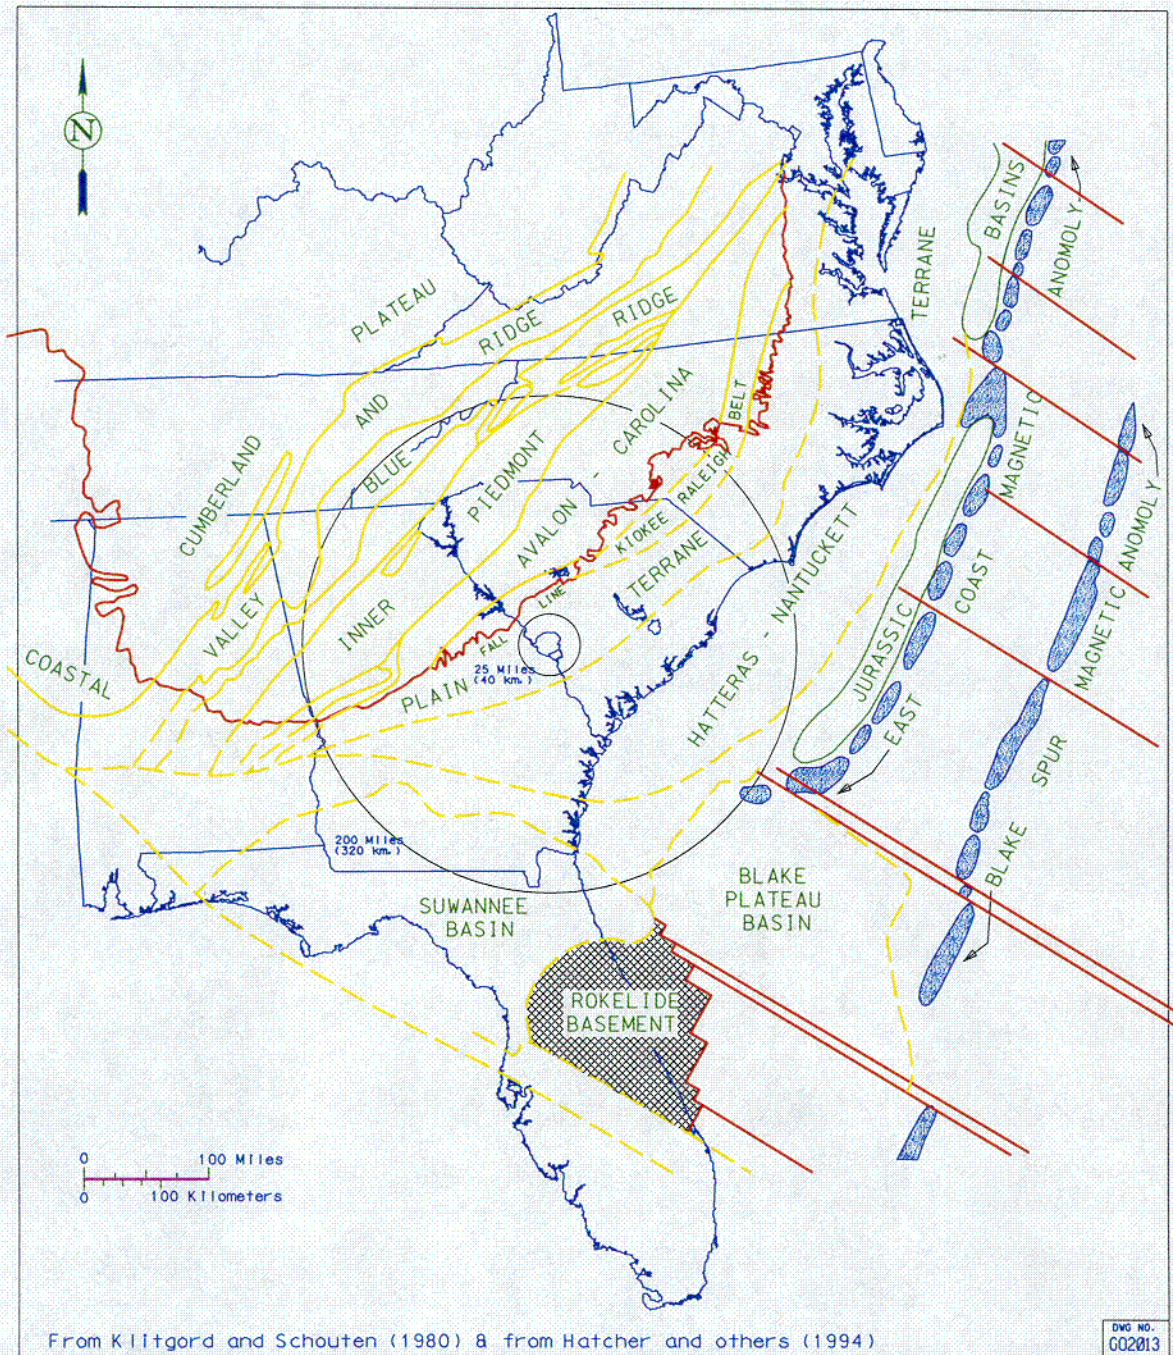 N
BASINS
ANOMOLY
TERRANE
PLATEAU
RIDGE
RIDGE
AND
CUMBERLAND
BLUE
PIEDMONT
CAROLINA
-
AVALON
BELT
RALEIGH
KIOKEE
MAGNETIC
ANOMOLY
TERRANE
LINE
FALL
INNER
VALLEY
COASTAL
PLAIN
25 Miles
(40 km.)
HATTERAS - NANTUCKETT
JURASSIC
COAST
EAST
MAGNETIC
SPUR
BLAKE
200 Miles
(320 km.)
SUWANNEE
BASIN
BLAKE
PLATEAU
BASIN
ROKELIDE
BASEMENT
0 100 Miles
0 100 Kilometers
From Klitgord and Schouten (1980) & from Hatcher and others (1994)
DWG NO.
G02013